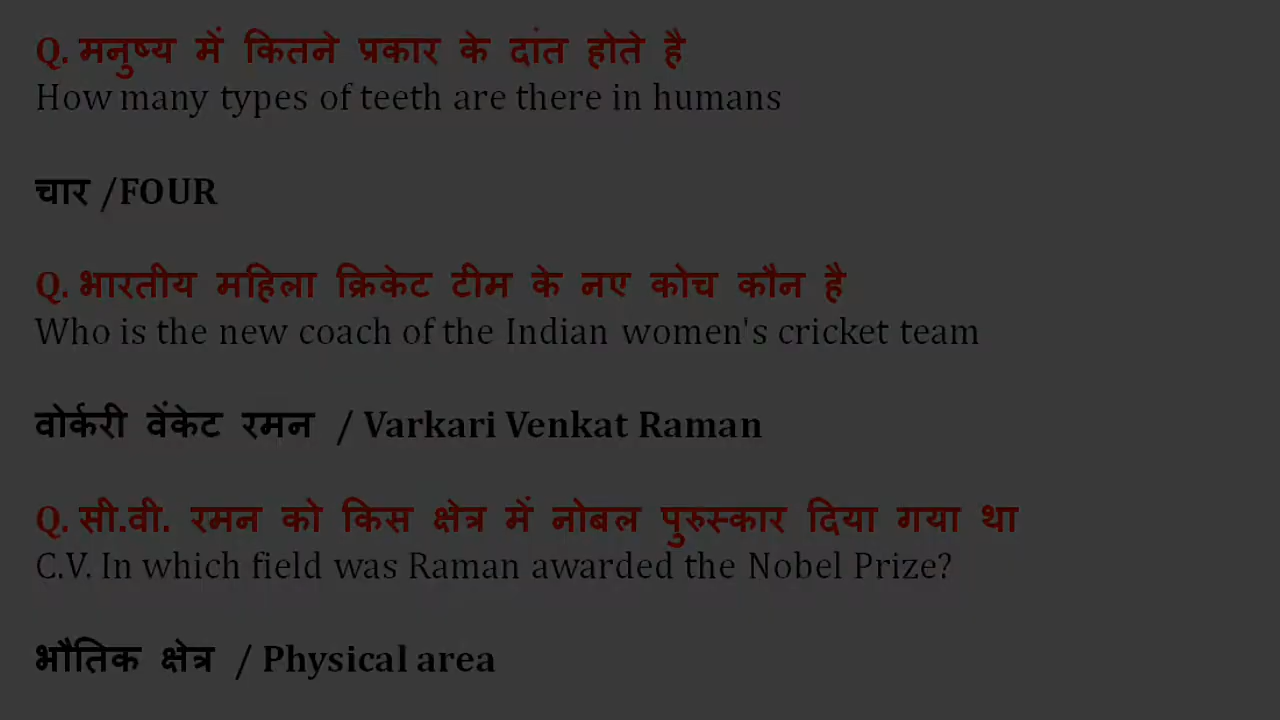 Q. मनुष्य में कितने प्रकार के दांत होते है
How many types of teeth are there in humans
चार /FOUR
Q. भारतीय महिला क्रिकेट टीम के नए कोच कौन है
Who is the new coach of the Indian women's cricket team
वोर्करी वेंकेट रमन / Varkari Venkat Raman
Q. सी.वी. रमन को किस क्षेत्र में नोबल पुरुस्कार दिया गया था
C.V. In which field was Raman awarded the Nobel Prize?
भौतिक क्षेत्र / Physical area